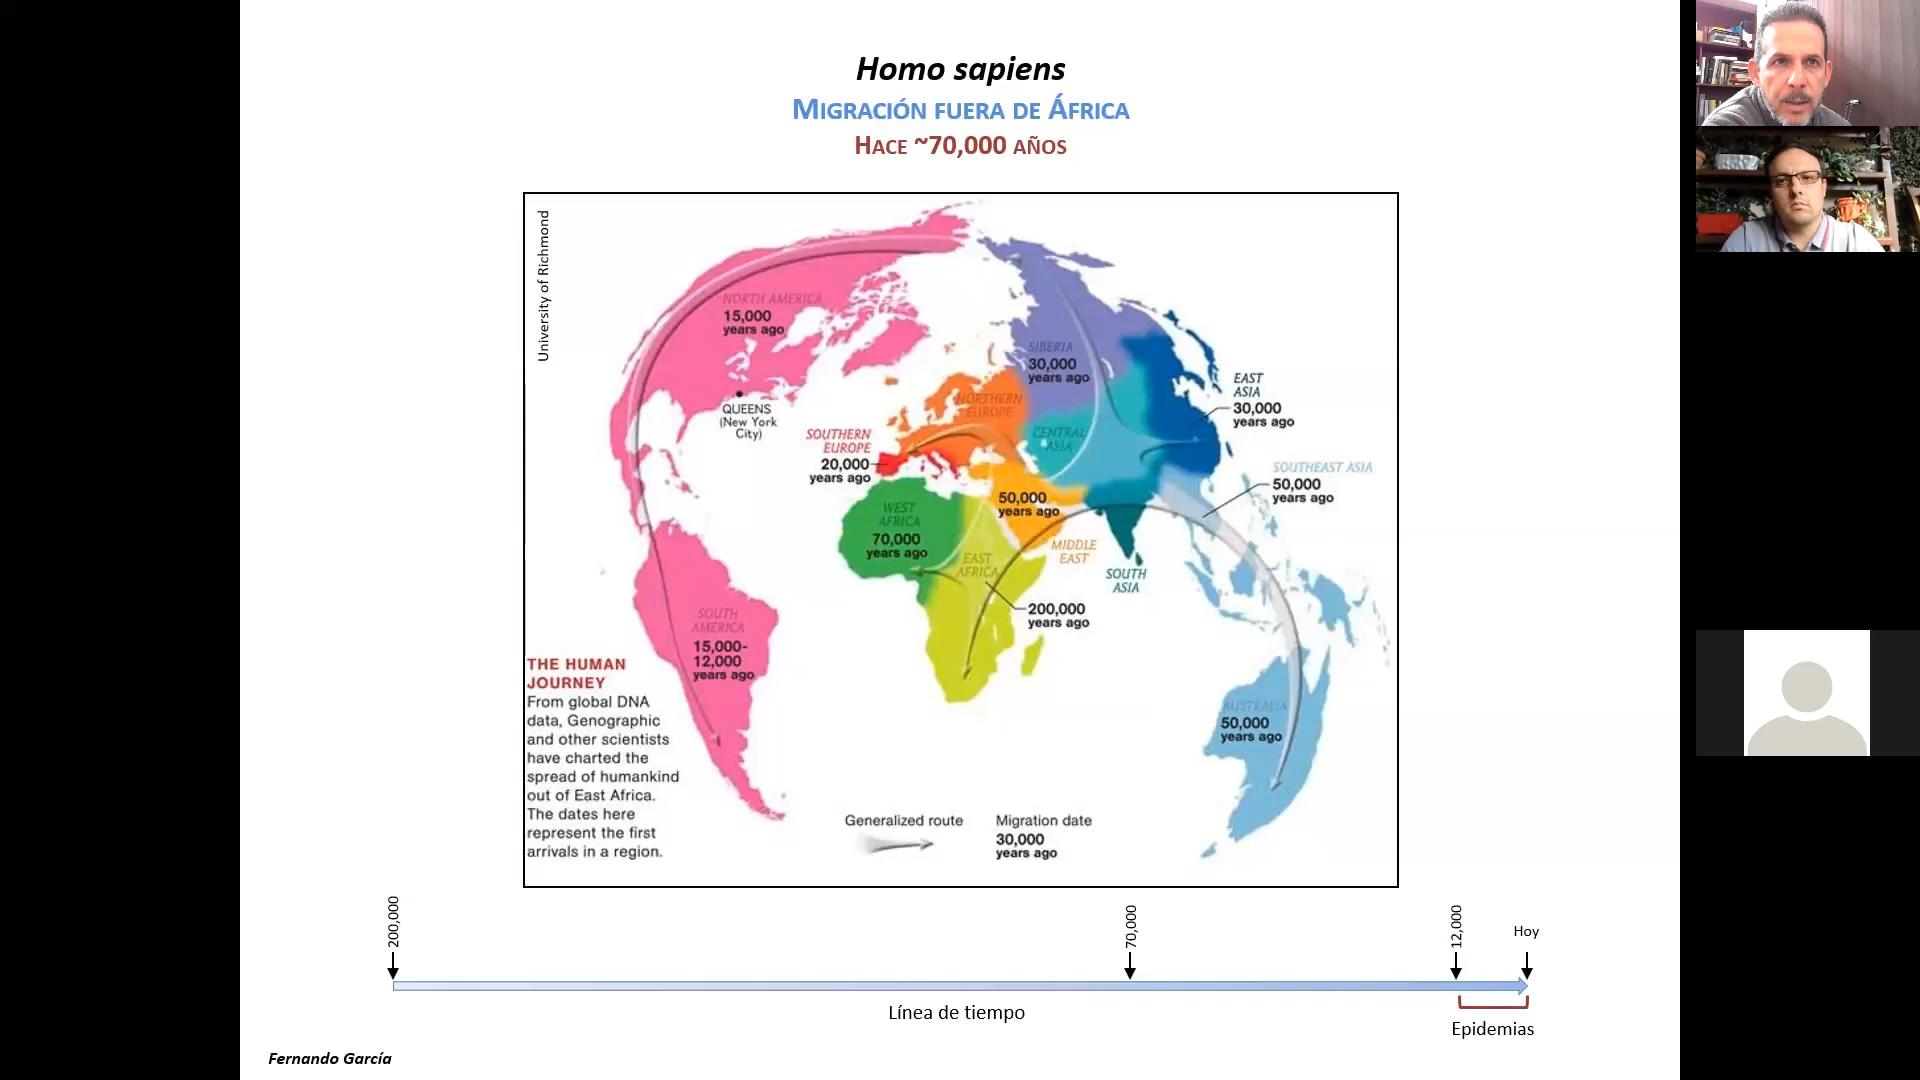 Homo sapiens
MIGRACIÓN FUERA DE ÁFRICA
HACE ~70,000 AÑOS
University of Richmond
NORTH AMERICA
15,000
years ago
QUEENS
(New York
City)
SIBERIA
30,000
years ago
EAST
ASIA
30,000
years ago
NORTHERN
EUROPE
SOUTHERN
EUROPE
20,000
years ago
CENTRAL
ASIA
SOUTHEAST ASIA
50,000
years ago
50,000
years ago
MIDDLE
EAST
WEST
AFRICA
70,000
years ago
EAST
AFRICA
SOUTH
ASIA
200,000
years ago
SOUTH
AMERICA
15,000-
12,000
years ago
AUSTRALIA
50,000
years ago
THE HUMAN
JOURNEY
From global DNA
data, Genographic
and other scientists
have charted the
spread of humankind
out of East Africa.
The dates here
represent the first
arrivals in a region.
Generalized route
Migration date
30,000
years ago
200,000
70,000
12,000
Hoy
Línea de tiempo
Epidemias
Fernando García